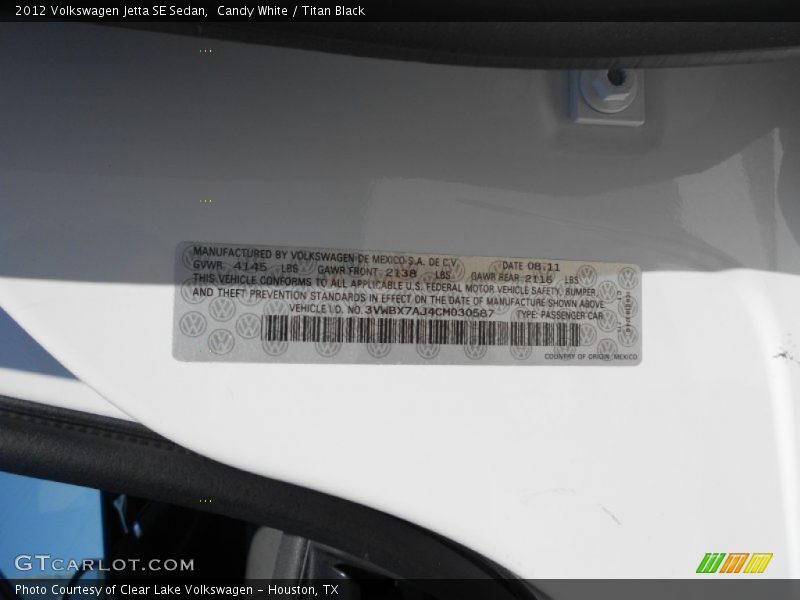 2012 Volkswagen Jetta SE Sedan,  Candy White / Titan Black
MANUFACTURED BY VOLKSWAGEN DE MEXICO S.A. DE C.V.
DATE 08.11
GVWR 4145 LBS GAWR FRONT 2138 LBS GAWR REAR 2116 LBS
THIS VEHICLE CONFORMS TO ALL APPLICABLE U.S. FEDERAL MOTOR VEHICLE SAFETY, BUMPER,
AND THEFT PREVENTION STANDARDS IN EFFECT ON THE DATE OF MANUFACTURE SHOWN ABOVE
VEHICLE I.D. NO. 3VWBX7AJ4CM030587 TYPE: PASSENGER CAR
COUNTRY OF ORIGIN: MEXICO
GTCARLOT.COM
Photo Courtesy of Clear Lake Volkswagen - Houston, TX